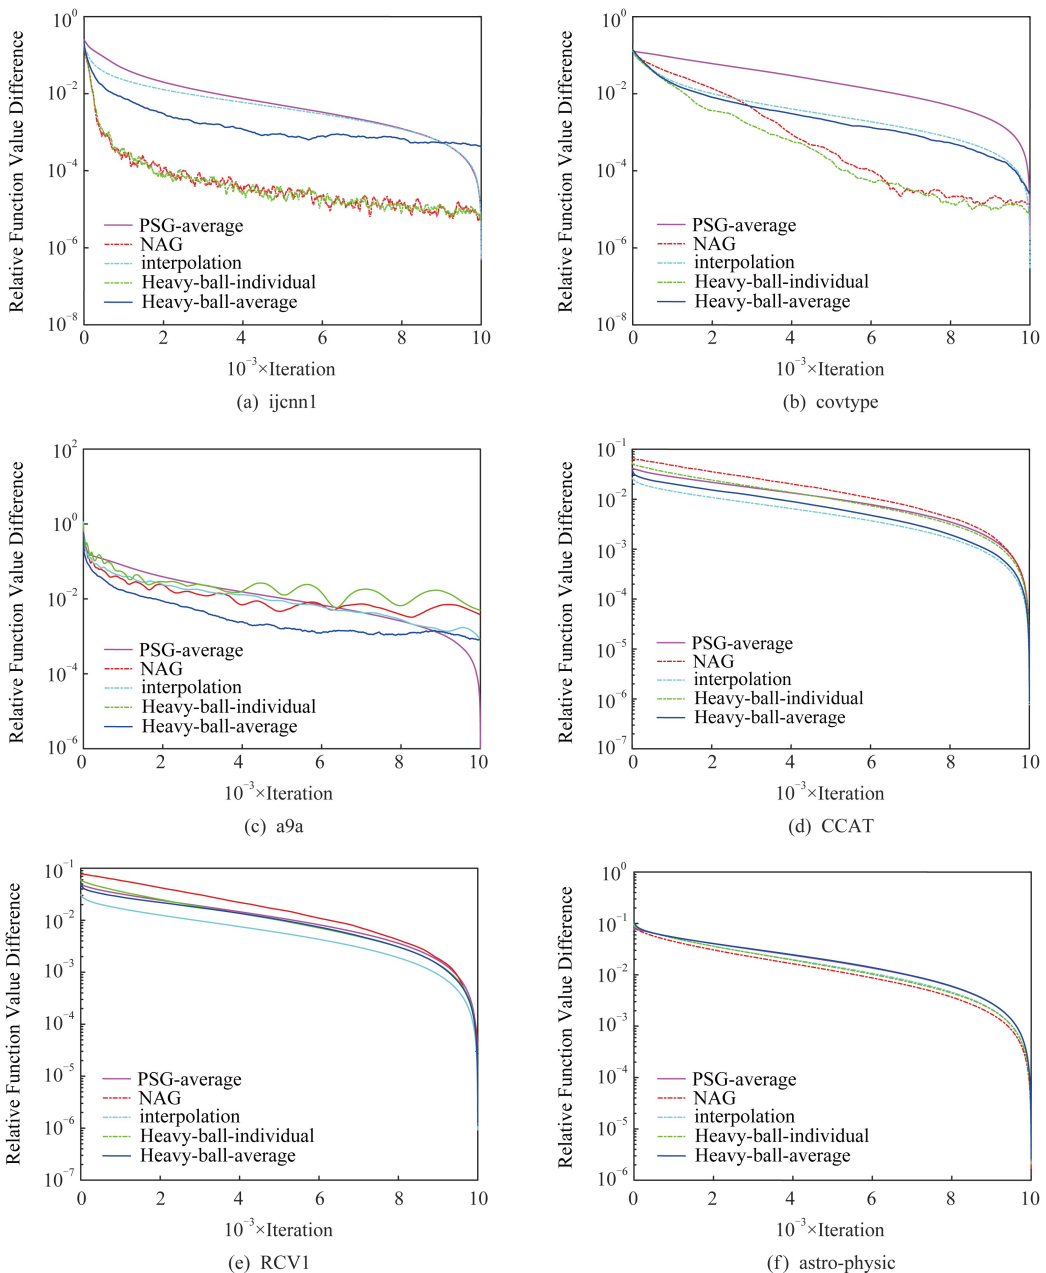 Relative Function Value Difference
10⁰
10⁻²
10⁻⁴
10⁻⁶
10⁻⁸
PSG-average
NAG
interpolation
Heavy-ball-individual
Heavy-ball-average
0 2 4 6 8 10
10⁻³×Iteration
(a) ijcnn1
Relative Function Value Difference
10⁰
10⁻²
10⁻⁴
10⁻⁶
10⁻⁸
PSG-average
NAG
interpolation
Heavy-ball-individual
Heavy-ball-average
0 2 4 6 8 10
10⁻³×Iteration
(b) covtype
Relative Function Value Difference
10²
10⁰
10⁻²
10⁻⁴
10⁻⁶
PSG-average
NAG
interpolation
Heavy-ball-individual
Heavy-ball-average
0 2 4 6 8 10
10⁻³×Iteration
(c) a9a
Relative Function Value Difference
10⁻¹
10⁻²
10⁻³
10⁻⁴
10⁻⁵
10⁻⁶
10⁻⁷
PSG-average
NAG
interpolation
Heavy-ball-individual
Heavy-ball-average
0 2 4 6 8 10
10⁻³×Iteration
(d) CCAT
Relative Function Value Difference
10⁻¹
10⁻²
10⁻³
10⁻⁴
10⁻⁵
10⁻⁶
10⁻⁷
PSG-average
NAG
interpolation
Heavy-ball-individual
Heavy-ball-average
0 2 4 6 8 10
10⁻³×Iteration
(e) RCV1
Relative Function Value Difference
10⁰
10⁻¹
10⁻²
10⁻³
10⁻⁴
10⁻⁵
10⁻⁶
PSG-average
NAG
interpolation
Heavy-ball-individual
Heavy-ball-average
0 2 4 6 8 10
10⁻³×Iteration
(f) astro-physic